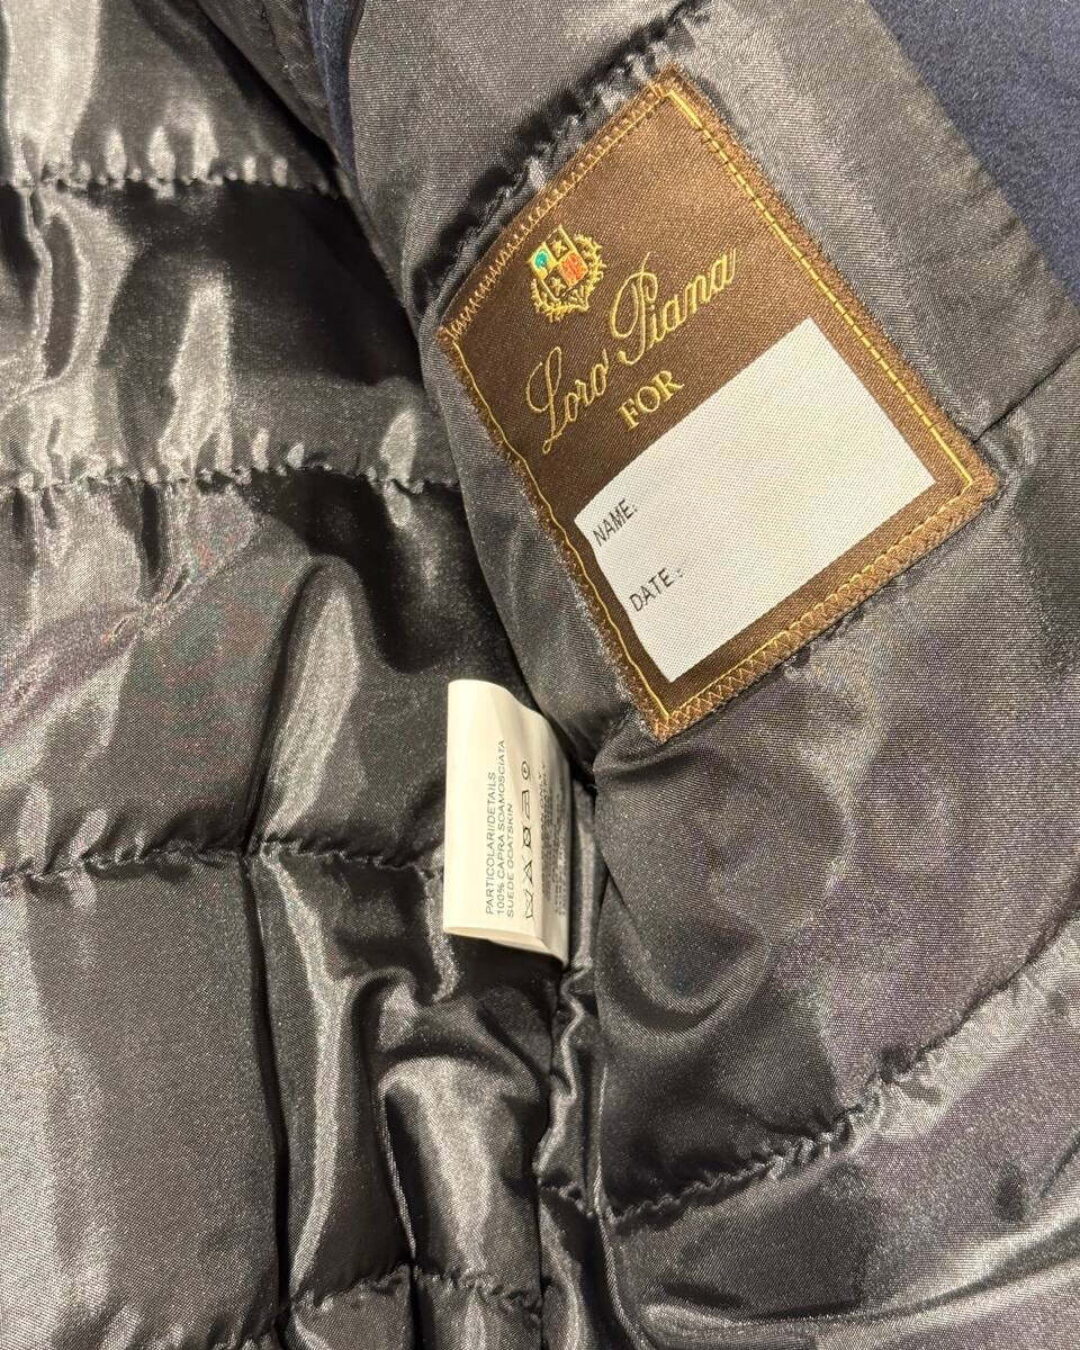 Loro Piana
FOR
NAME:
DATE:
PARTICOLARI/DETAILS
100% CAPRA SCAMOSCIATA
SUEDE GOATSKIN